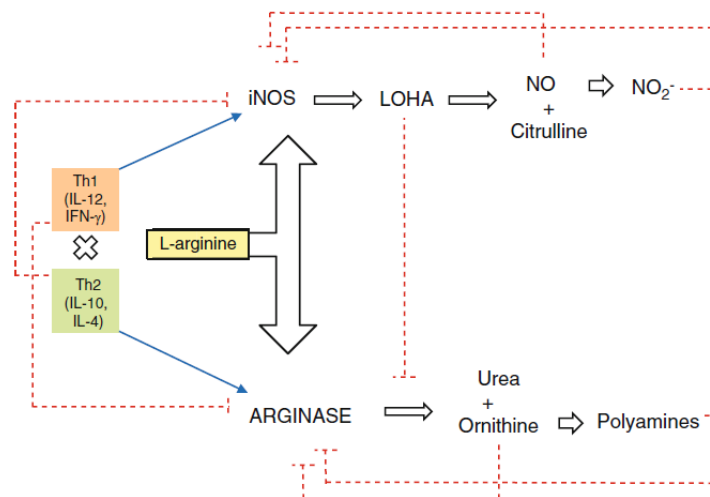 iNOS
LOHA
NO
+
Citrulline
NO₂⁻
Th1
(IL-12,
IFN-γ)
L-arginine
Th2
(IL-10,
IL-4)
ARGINASE
Urea
+
Ornithine
Polyamines